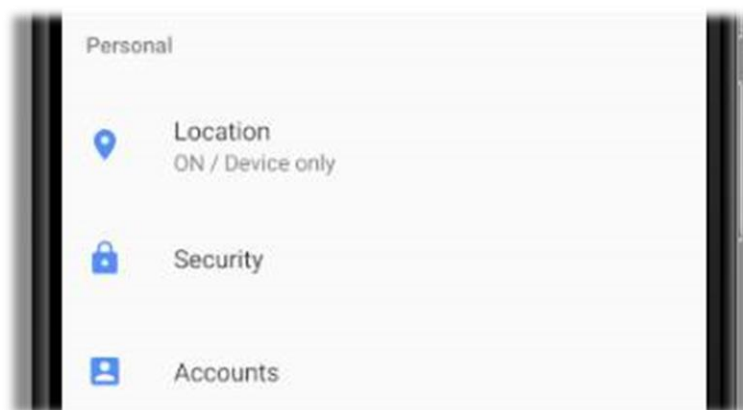 Personal
Location
ON / Device only
Security
Accounts